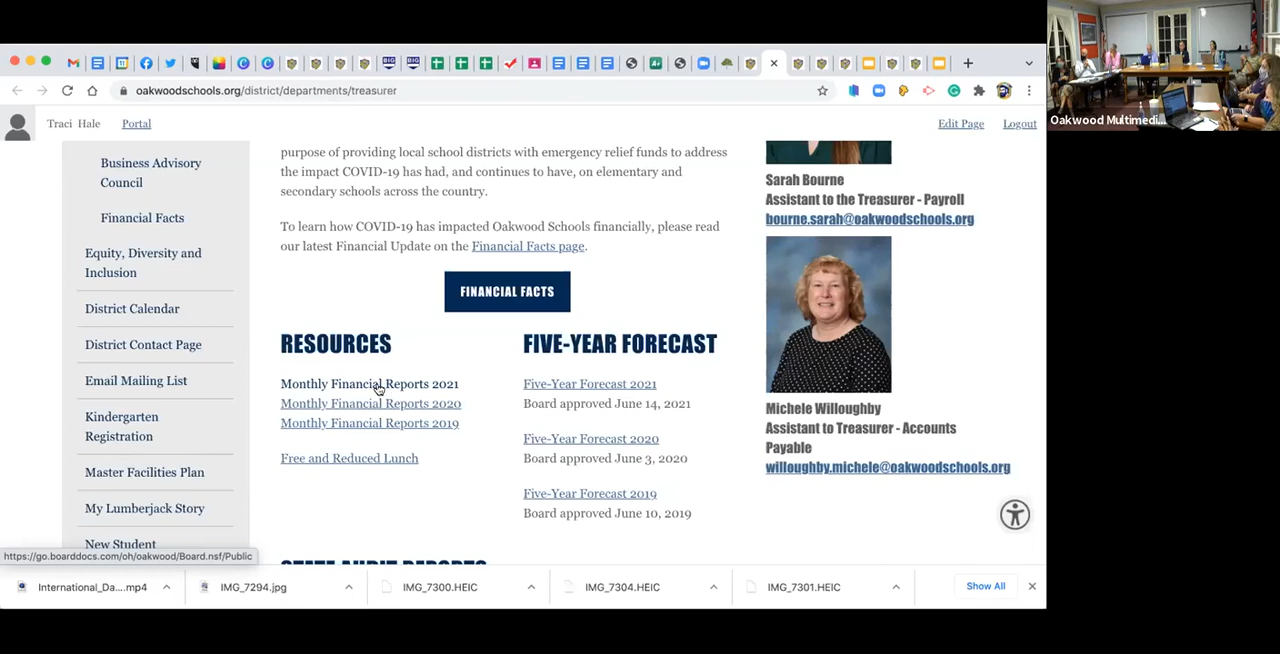 oakwoodschools.org/district/departments/treasurer
Traci Hale
Portal
Edit Page
Logout
Oakwood Multimedi...
Business Advisory
Council
Financial Facts
Equity, Diversity and
Inclusion
District Calendar
District Contact Page
Email Mailing List
Kindergarten
Registration
Master Facilities Plan
My Lumberjack Story
New Student
purpose of providing local school districts with emergency relief funds to address
the impact COVID-19 has had, and continues to have, on elementary and
secondary schools across the country.
To learn how COVID-19 has impacted Oakwood Schools financially, please read
our latest Financial Update on the Financial Facts page.
FINANCIAL FACTS
RESOURCES
Monthly Financial Reports 2021
Monthly Financial Reports 2020
Monthly Financial Reports 2019
Free and Reduced Lunch
STATE AUDIT REPORTS
FIVE-YEAR FORECAST
Five-Year Forecast 2021
Board approved June 14, 2021
Five-Year Forecast 2020
Board approved June 3, 2020
Five-Year Forecast 2019
Board approved June 10, 2019
Sarah Bourne
Assistant to the Treasurer - Payroll
bourne.sarah@oakwoodschools.org
Michele Willoughby
Assistant to Treasurer - Accounts
Payable
willoughby.michele@oakwoodschools.org
https://go.boarddocs.com/oh/oakwood/Board.nsf/Public
International_Da....mp4
IMG_7294.jpg
IMG_7300.HEIC
IMG_7304.HEIC
IMG_7301.HEIC
Show All